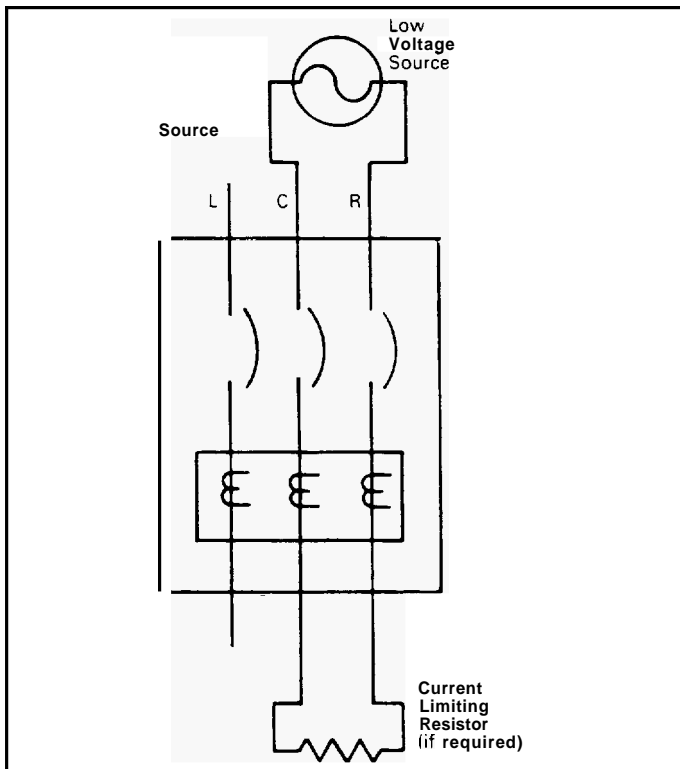 Low
Voltage
Source
Source
L C R
Current
Limiting
Resistor
(if required)